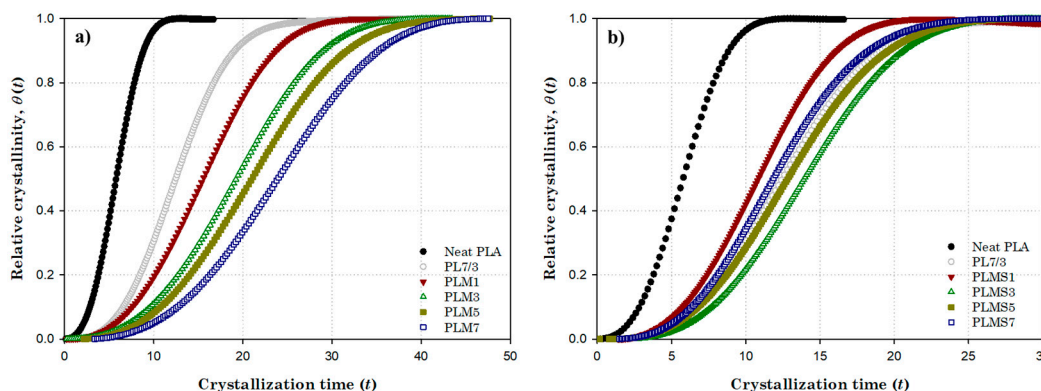 a)
Relative crystallinity, θ(t)
1.0
0.8
0.6
0.4
0.2
0.0
Neat PLA
PL7/3
PLM1
PLM3
PLM5
PLM7
0 10 20 30 40 50
Crystallization time (t)
b)
Relative crystallinity, θ(t)
1.0
0.8
0.6
0.4
0.2
0.0
Neat PLA
PL7/3
PLMS1
PLMS3
PLMS5
PLMS7
0 5 10 15 20 25 30
Crystallization time (t)